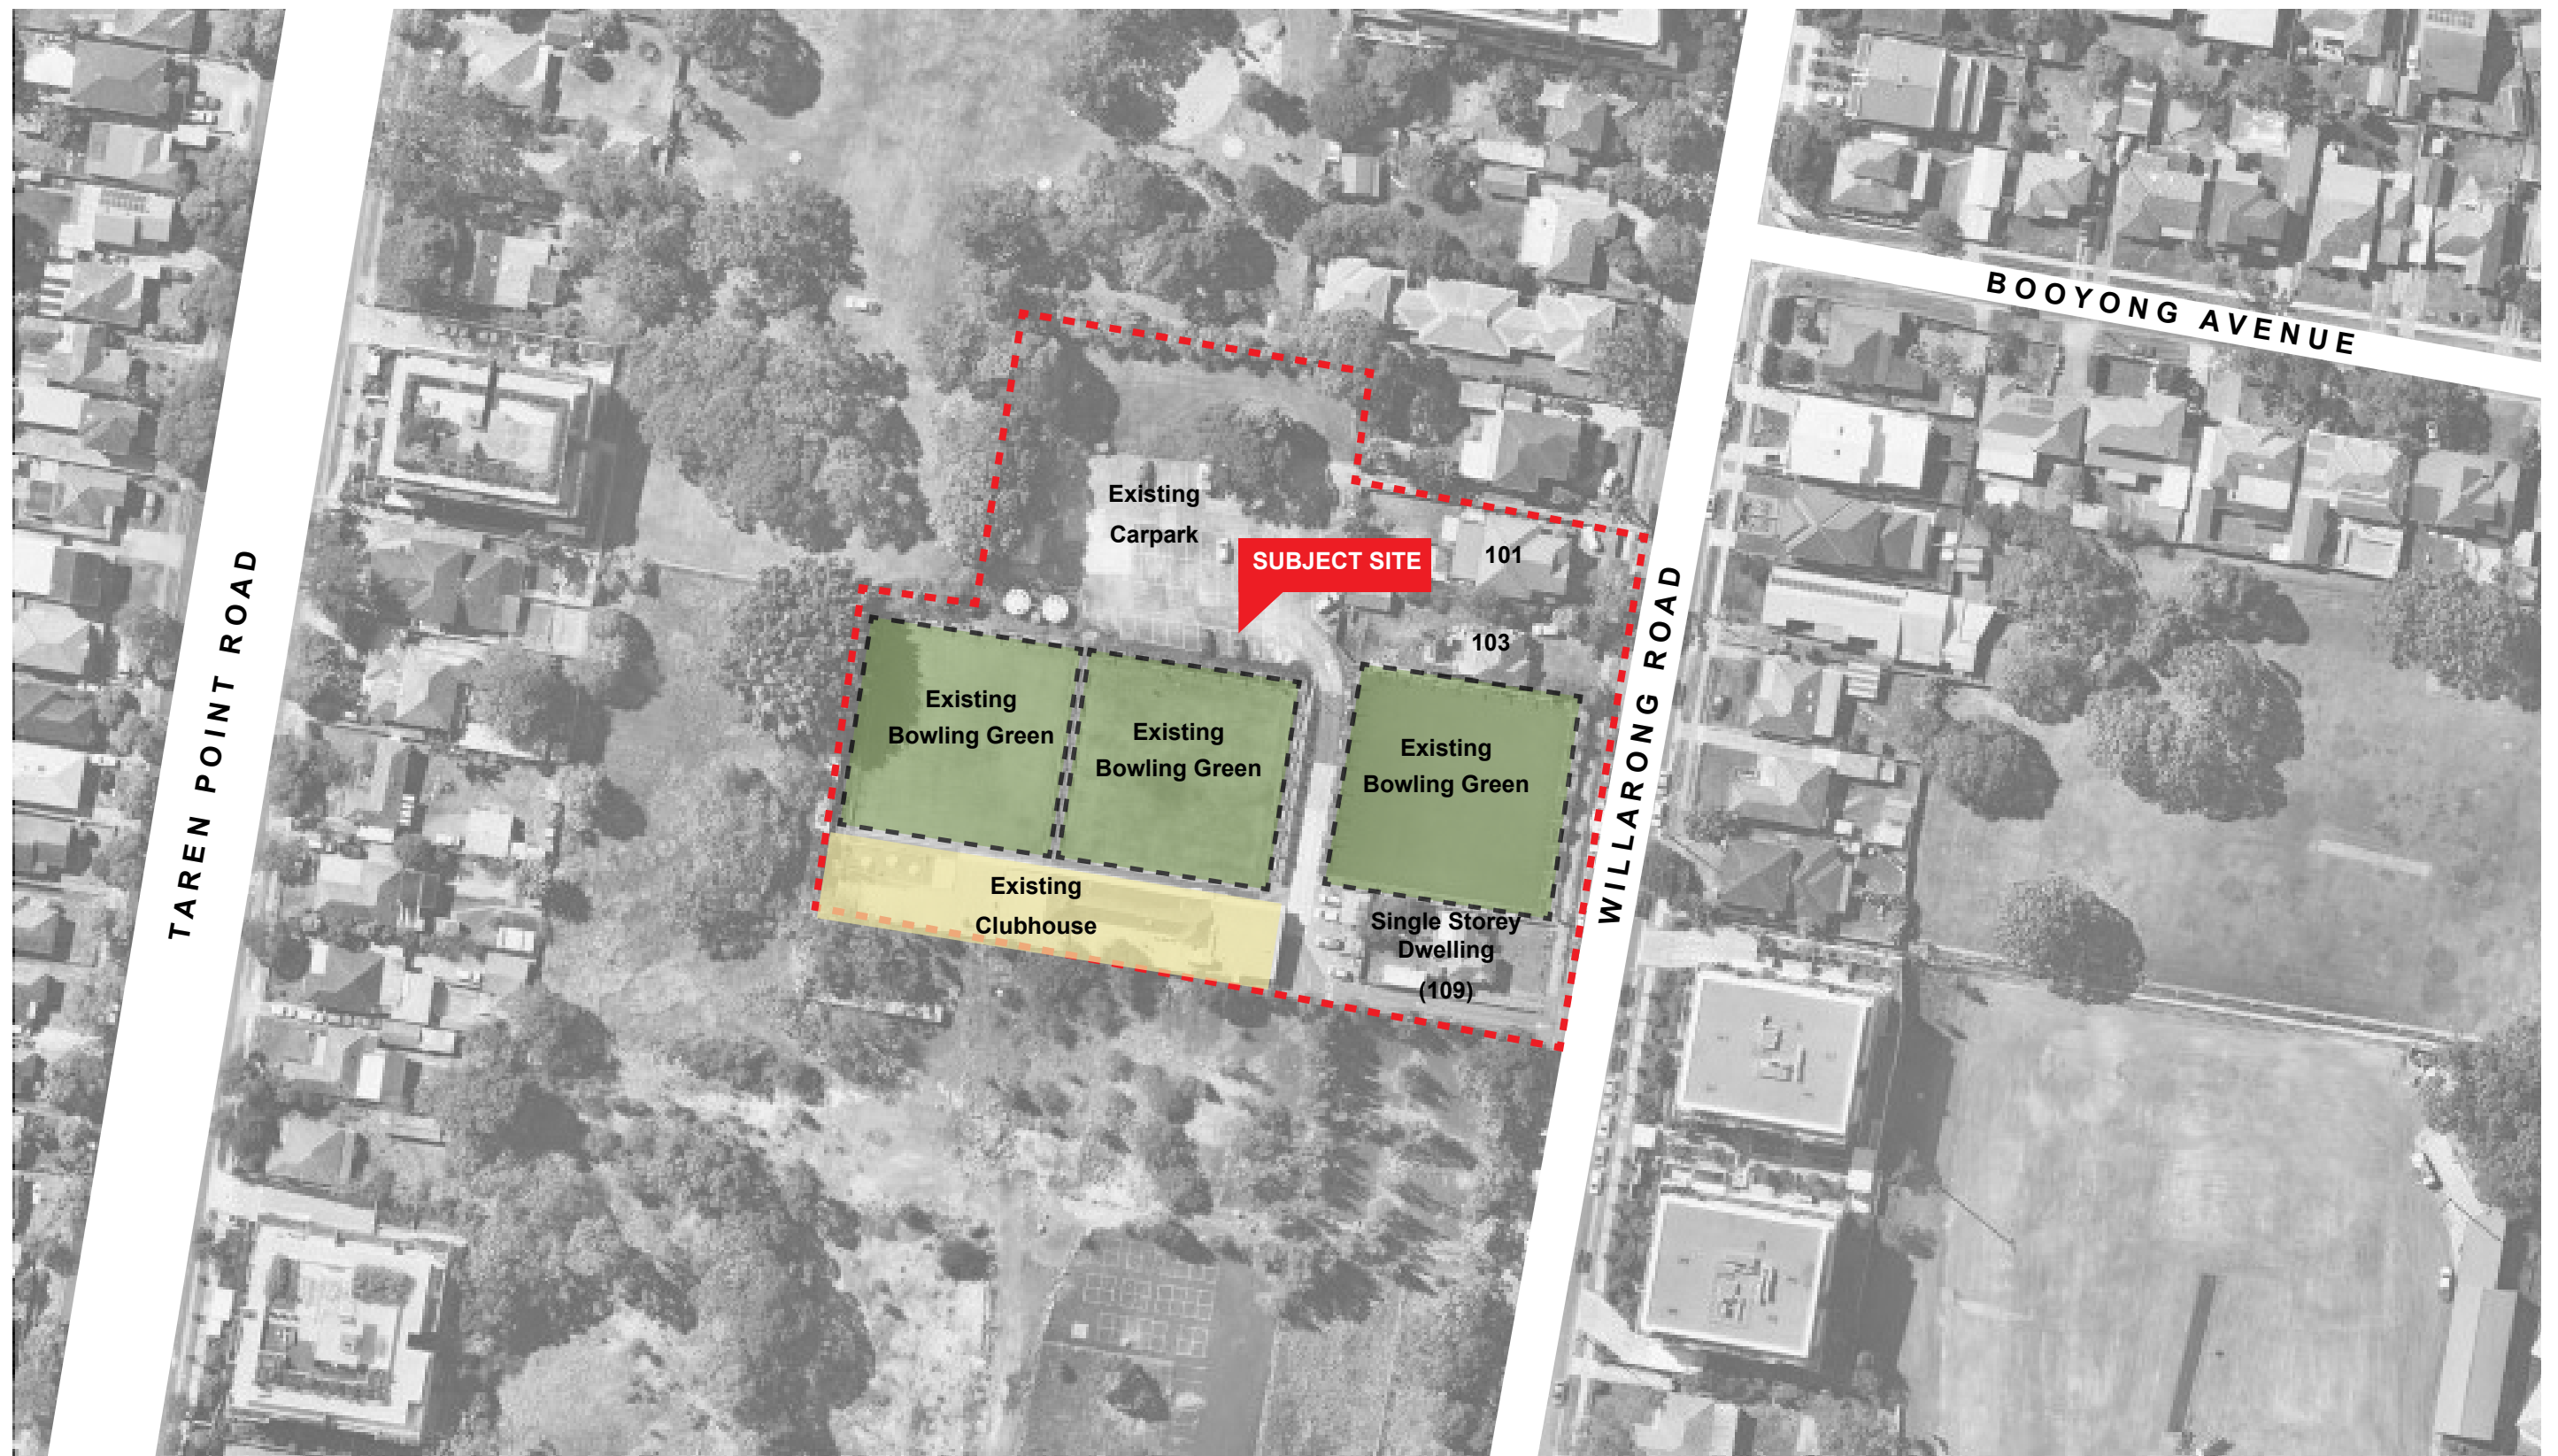 BOOYONG AVENUE
Existing
Carpark
SUBJECT SITE
101
103
TAREN POINT ROAD
WILLARONG ROAD
Existing
Bowling Green
Existing
Bowling Green
Existing
Bowling Green
Existing
Clubhouse
Single Storey
Dwelling
(109)